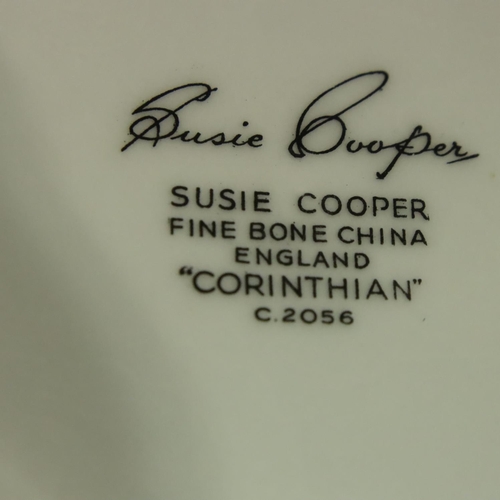 Susie Cooper
SUSIE COOPER
FINE BONE CHINA
ENGLAND
"CORINTHIAN"
C.2056